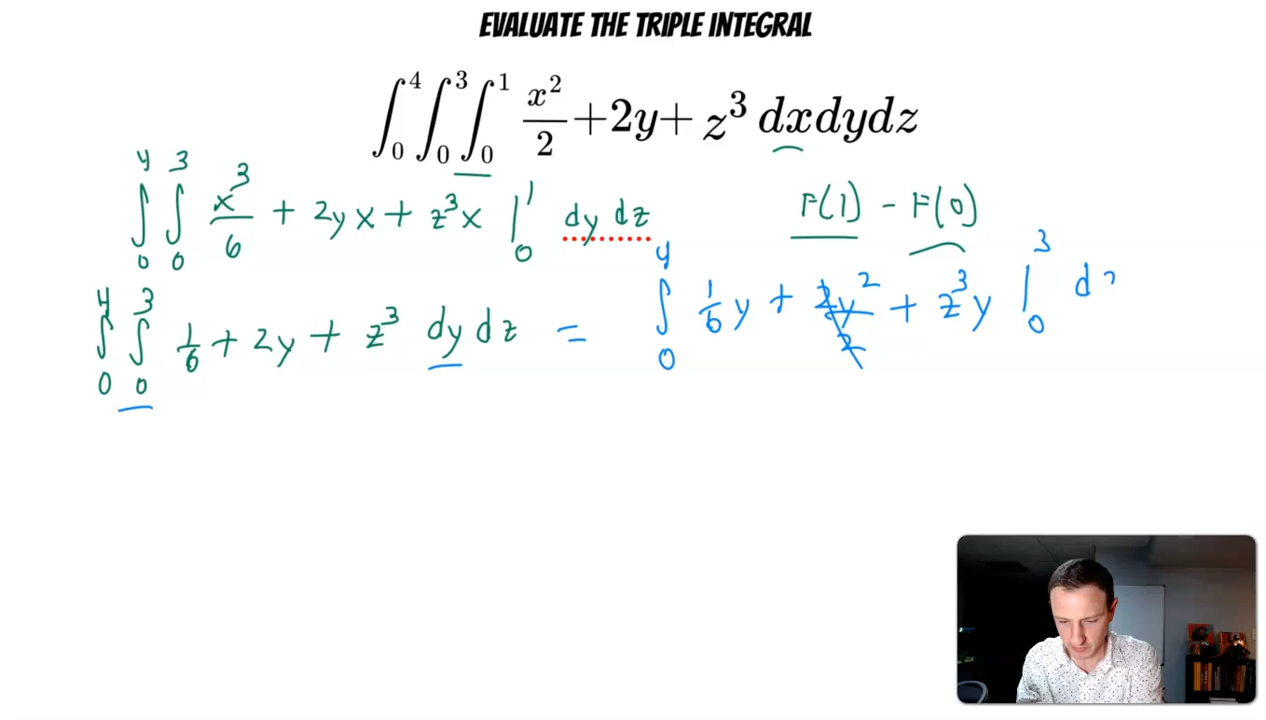 EVALUATE THE TRIPLE INTEGRAL
∫₀⁴ ∫₀³ ∫₀¹ x²/2 + 2y + z³ dxdydz
∫₀⁴ ∫₀³ x³/6 + 2yx + z³x |₀¹ dy dz
F(1) - F(0)
∫₀⁴ ∫₀³ 1/6 + 2y + z³ dy dz = ∫₀⁴ 1/6 y + 2y²/2 + z³y |₀³ d